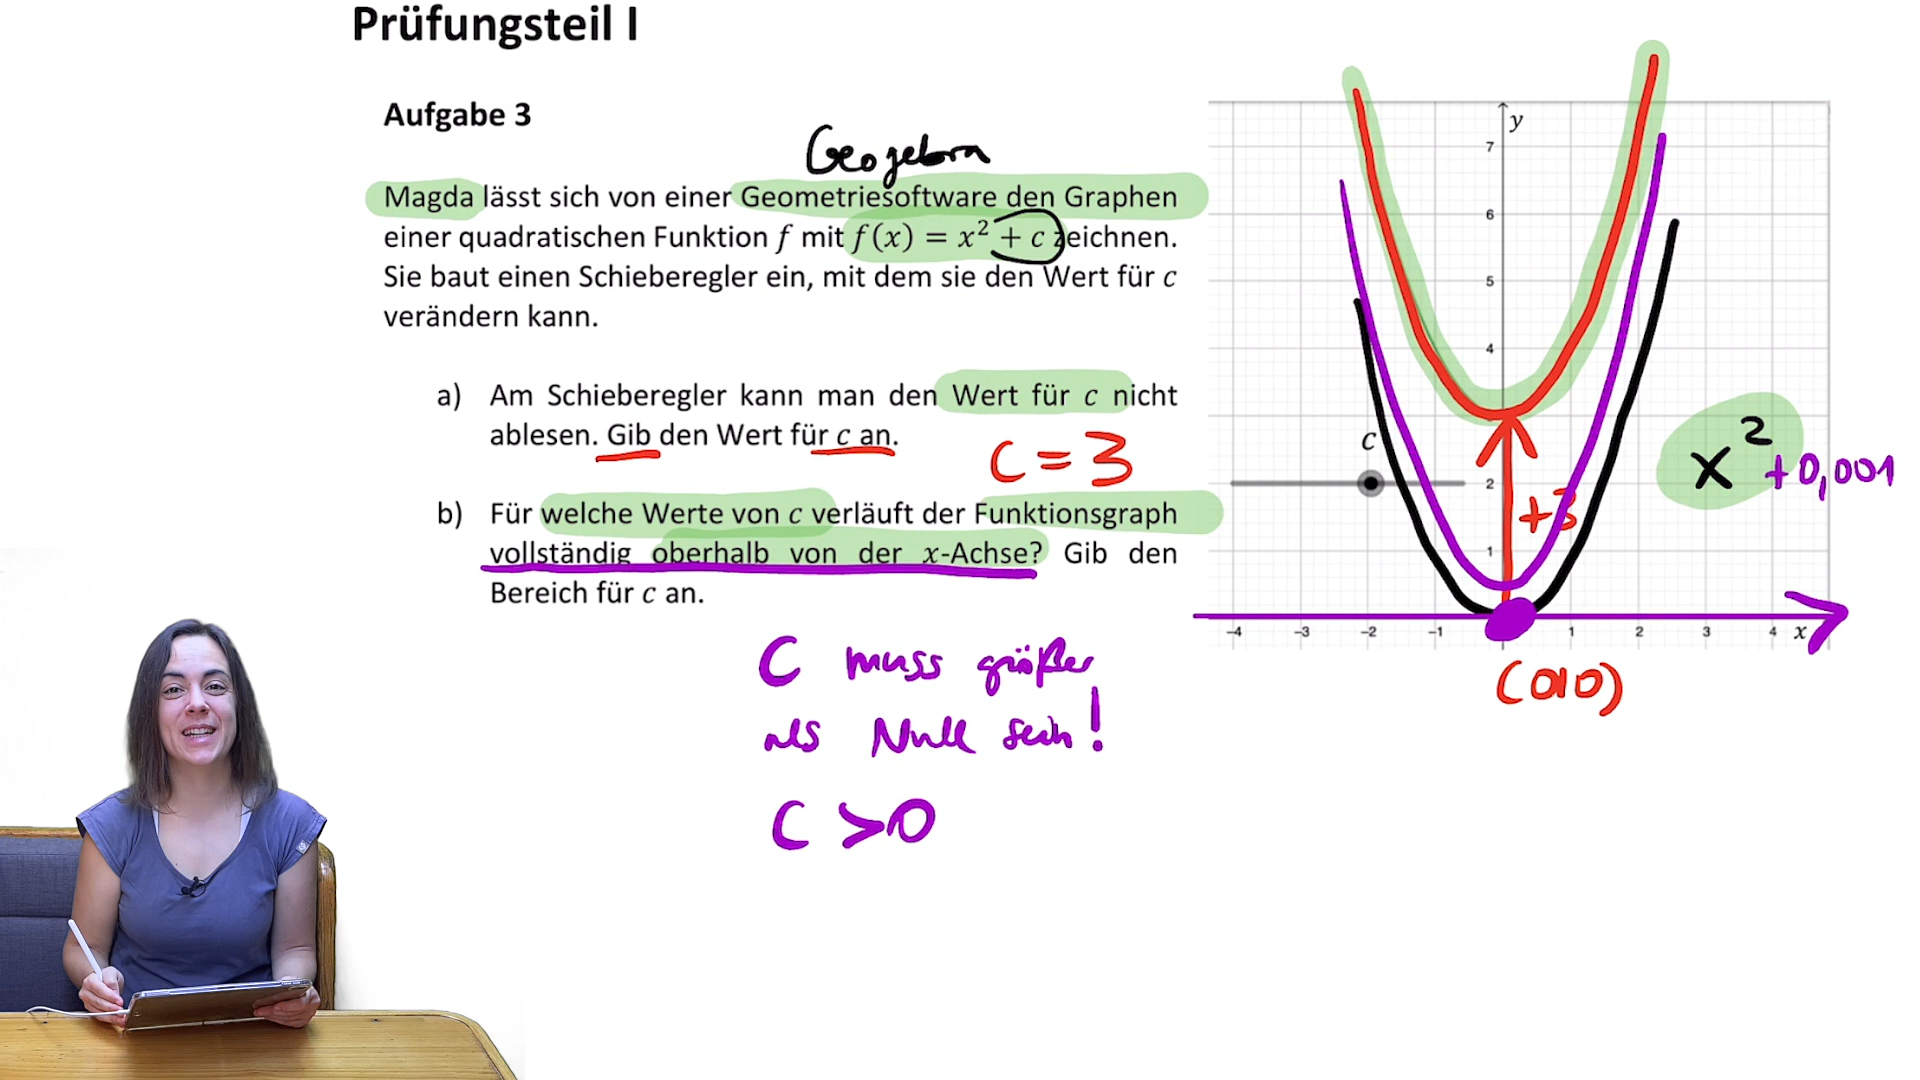 Prüfungsteil I
Aufgabe 3
Geogebra
Magda lässt sich von einer Geometriesoftware den Graphen
einer quadratischen Funktion f mit f(x) = x² + c zeichnen.
Sie baut einen Schieberegler ein, mit dem sie den Wert für c
verändern kann.
a) Am Schieberegler kann man den Wert für c nicht
ablesen. Gib den Wert für c an.
c = 3
b) Für welche Werte von c verläuft der Funktionsgraph
vollständig oberhalb von der x-Achse? Gib den
Bereich für c an.
C muss größer
als Null sein!
C > 0
y
7
6
5
4
c
2
1
+3
x² +0,001
-4 -3 -2 -1 1 2 3 4 x
(0|0)